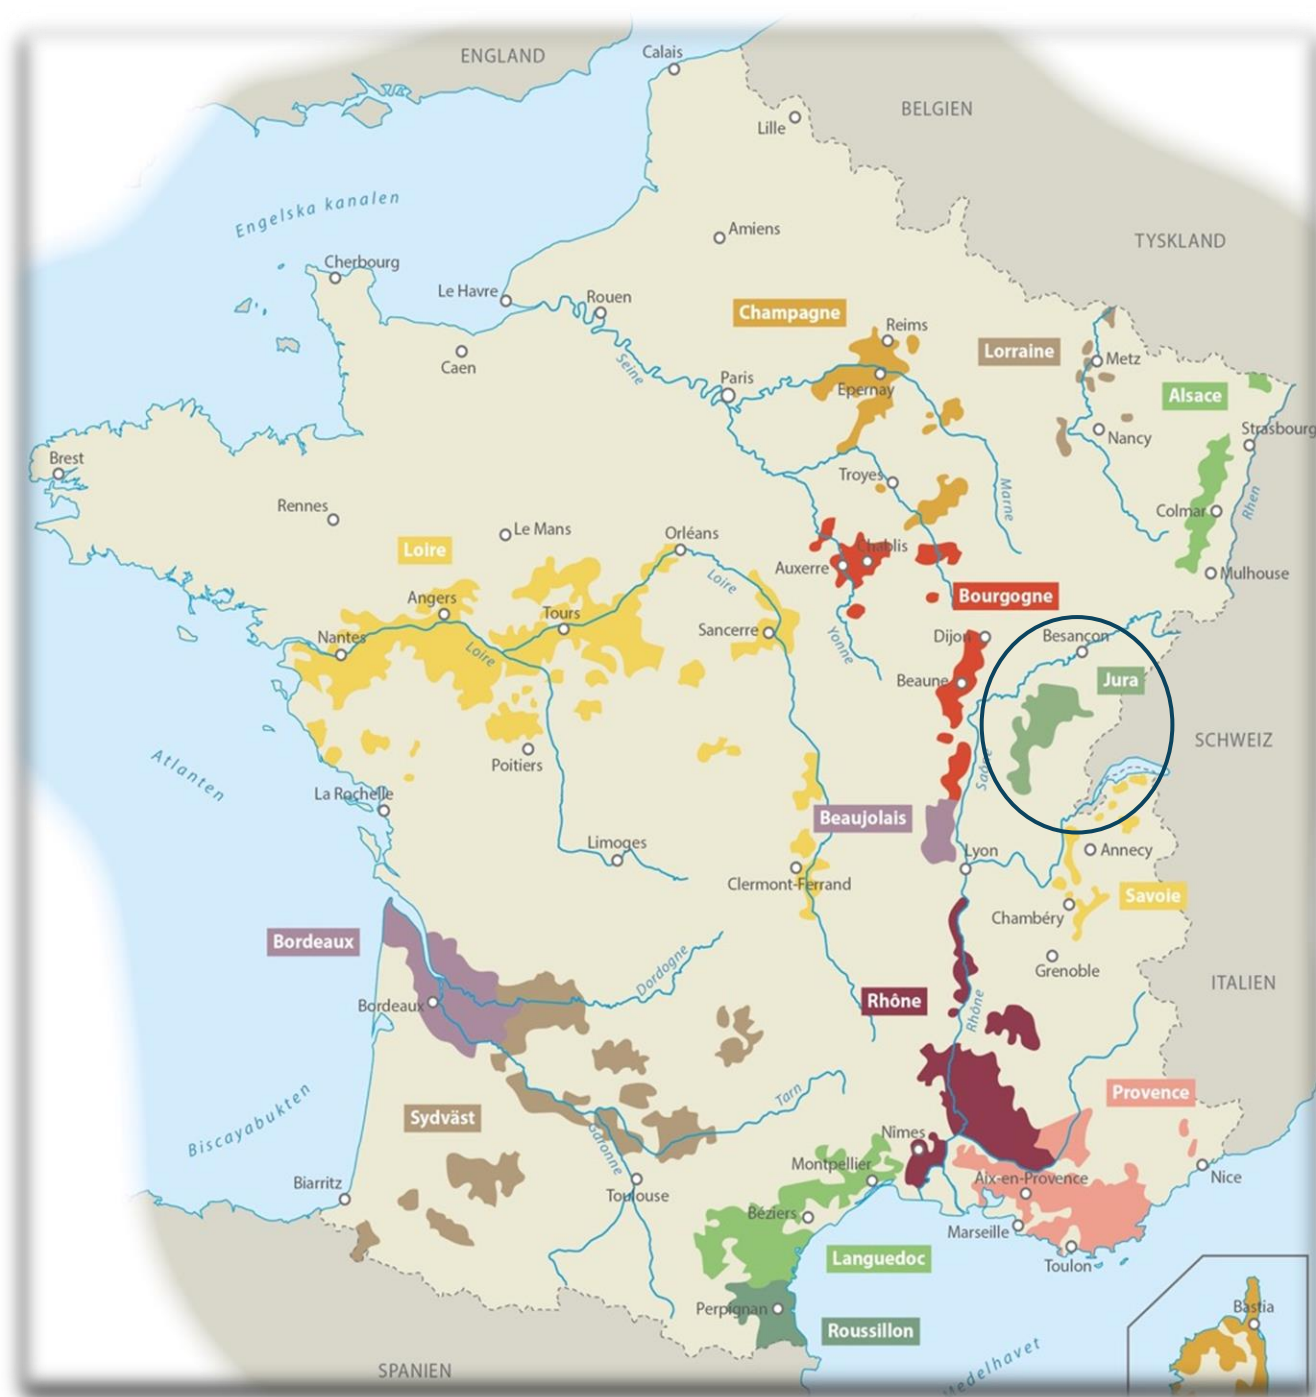 ENGLAND
Calais
BELGIEN
Lille
Engelska kanalen
Amiens
TYSKLAND
Cherbourg
Le Havre
Rouen
Champagne
Reims
Lorraine
Metz
Caen
Seine
Paris
Epernay
Alsace
Strasbourg
Nancy
Brest
Troyes
Marne
Rhen
Colmar
Rennes
Le Mans
Orléans
Loire
Chablis
Auxerre
Mulhouse
Loire
Bourgogne
Angers
Tours
Sancerre
Yonne
Dijon
Besançon
Nantes
Loire
Beaune
Jura
SCHWEIZ
Poitiers
Saône
Atlanten
La Rochelle
Beaujolais
Limoges
Lyon
Annecy
Clermont-Ferrand
Savoie
Chambéry
Bordeaux
Grenoble
Dordogne
ITALIEN
Bordeaux
Rhône
Rhône
Provence
Biscayabukten
Sydväst
Tarn
Garonne
Nîmes
Montpellier
Nice
Biarritz
Toulouse
Aix-en-Provence
Béziers
Marseille
Languedoc
Toulon
Perpignan
Roussillon
Bastia
SPANIEN
Medelhavet